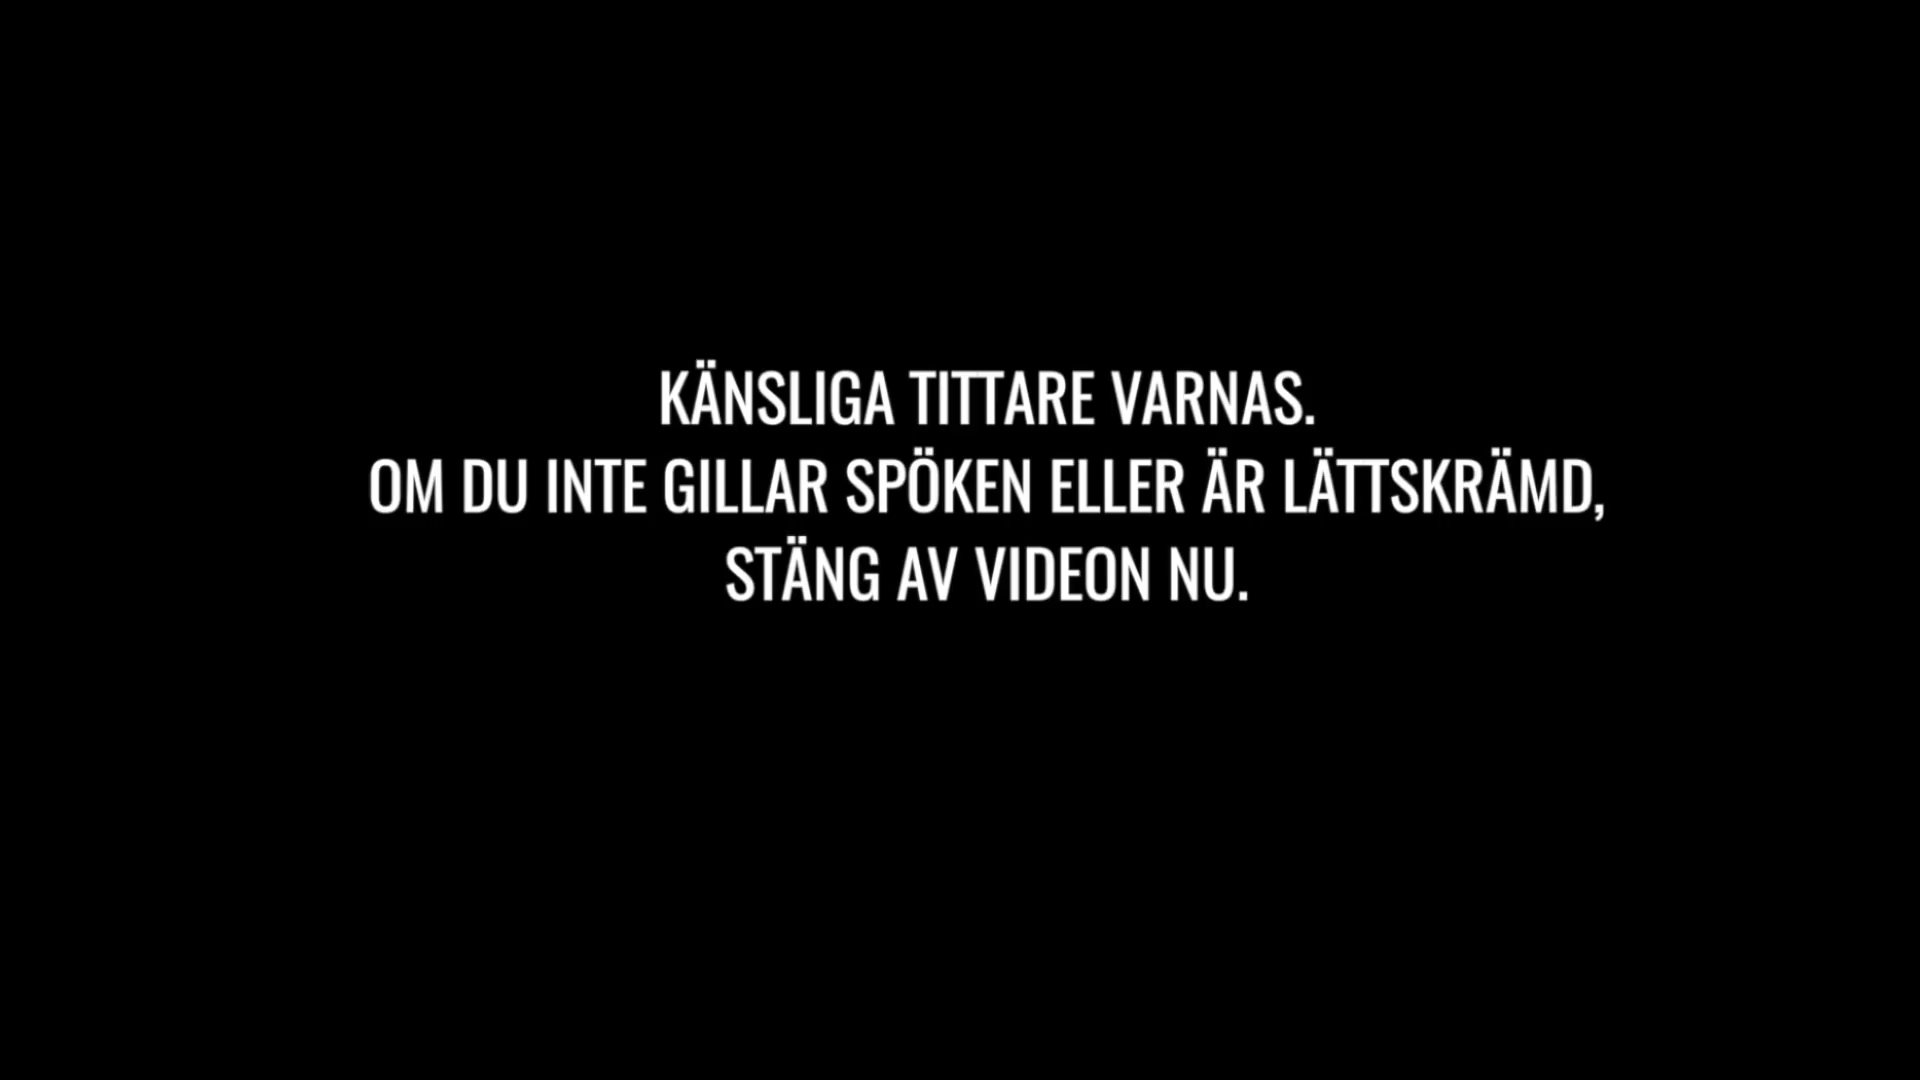 KÄNSLIGA TITTARE VARNAS.
OM DU INTE GILLAR SPÖKEN ELLER ÄR LÄTTSKRÄMD,
STÄNG AV VIDEON NU.